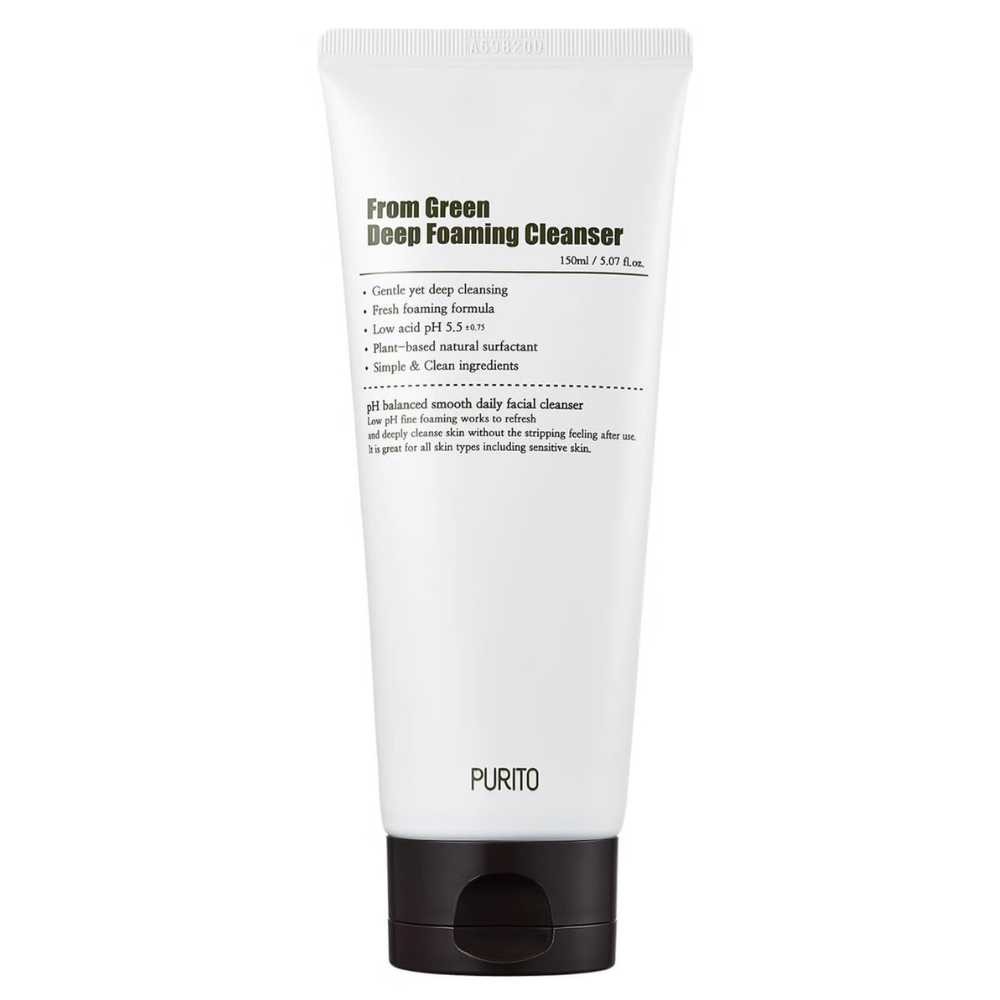 A698200
From Green
Deep Foaming Cleanser
150ml / 5.07 fl.oz.
• Gentle yet deep cleansing
• Fresh foaming formula
• Low acid pH 5.5 ±0.75
• Plant-based natural surfactant
• Simple & Clean ingredients
pH balanced smooth daily facial cleanser
Low pH fine foaming works to refresh
and deeply cleanse skin without the stripping feeling after use.
It is great for all skin types including sensitive skin.
PURITO